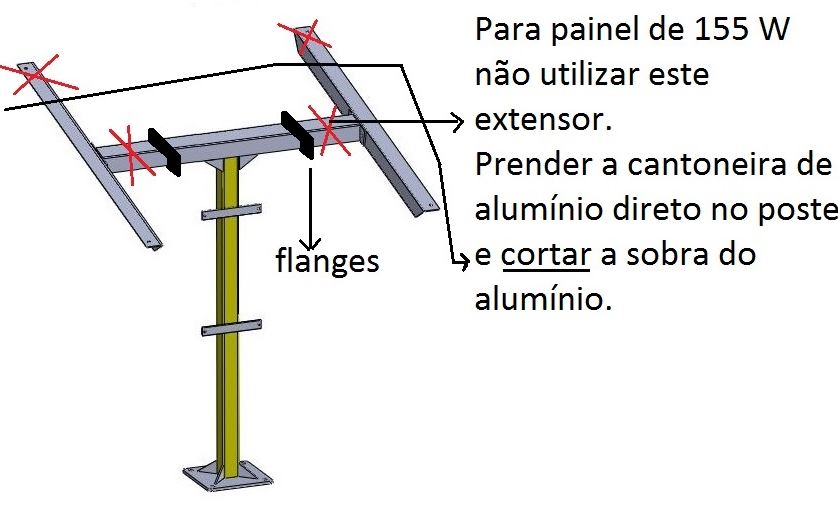 Para painel de 155 W
não utilizar este
extensor.
Prender a cantoneira de
alumínio direto no poste
e cortar a sobra do
alumínio.
flanges